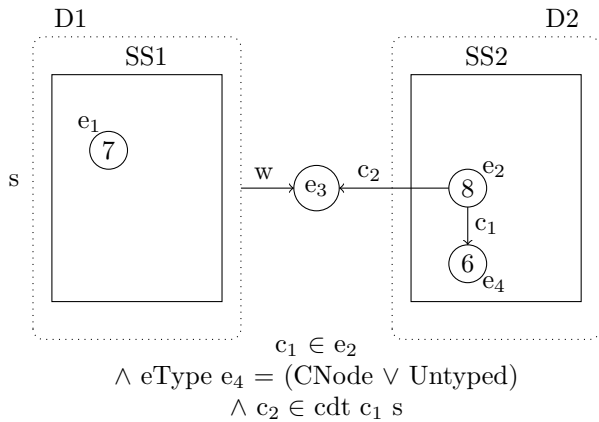 D1 D2
SS1 SS2
e₁ 7
s w e₃ c₂ 8 e₂
c₁
6 e₄
c₁ ∈ e₂
∧ eType e₄ = (CNode ∨ Untyped)
∧ c₂ ∈ cdt c₁ s